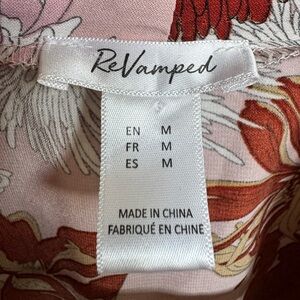 ReVamped
EN M
FR M
ES M
MADE IN CHINA
FABRIQUÉ EN CHINE